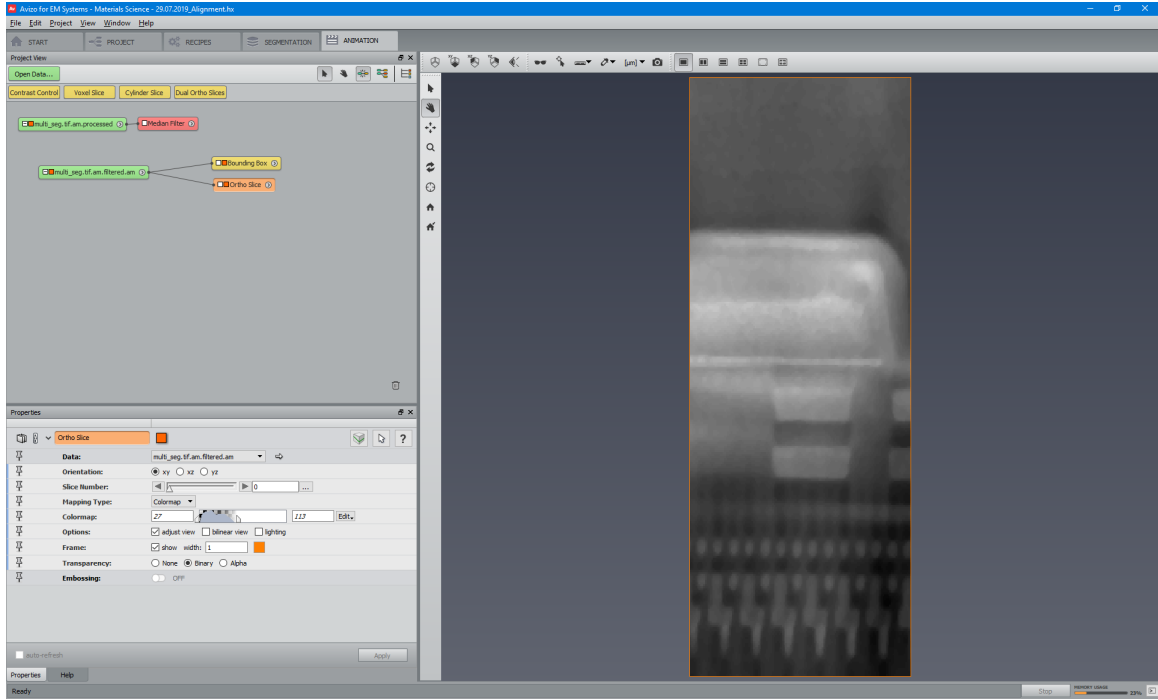 Avizo for EM Systems - Materials Science - 29.07.2019_Alignment.hx
File Edit Project View Window Help
START PROJECT RECIPES SEGMENTATION ANIMATION
Project View
Open Data...
Contrast Control Voxel Slice Cylinder Slice Dual Ortho Slices
multi_seg.tif.am.processed Median Filter
Bounding Box
multi_seg.tif.am.filtered.am
Ortho Slice
[µm]
Properties
Ortho Slice ?
Data: multi_seg.tif.am.filtered.am
Orientation: xy xz yz
Slice Number: 0 ...
Mapping Type: Colormap
Colormap: 27 113 Edit
Options: adjust view bilinear view lighting
Frame: show width: 1
Transparency: None Binary Alpha
Embossing: OFF
auto-refresh Apply
Properties Help
Ready Stop MEMORY USAGE 23%